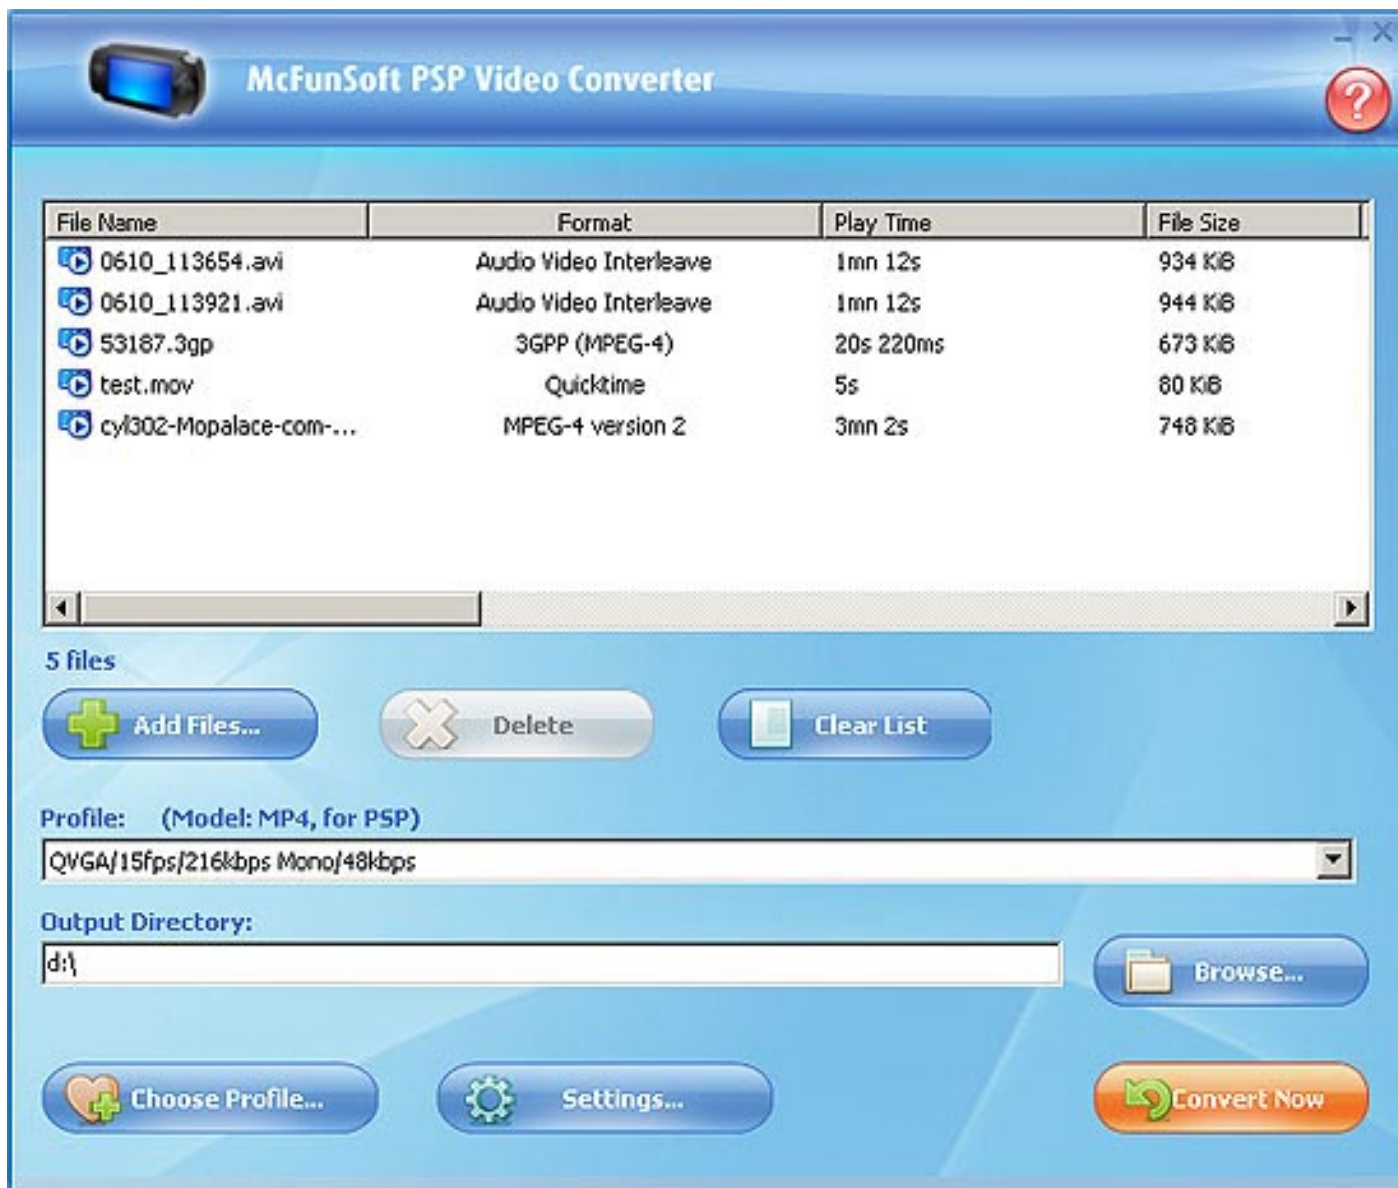 McFunSoft PSP Video Converter
?
File Name Format Play Time File Size
0610_113654.avi Audio Video Interleave 1mn 12s 934 KiB
0610_113921.avi Audio Video Interleave 1mn 12s 944 KiB
53187.3gp 3GPP (MPEG-4) 20s 220ms 673 KiB
test.mov Quicktime 5s 80 KiB
cyl302-Mopalace-com-... MPEG-4 version 2 3mn 2s 748 KiB
5 files
Add Files... Delete Clear List
Profile: (Model: MP4, for PSP)
QVGA/15fps/216kbps Mono/48kbps
Output Directory:
d:\
Browse...
Choose Profile... Settings... Convert Now